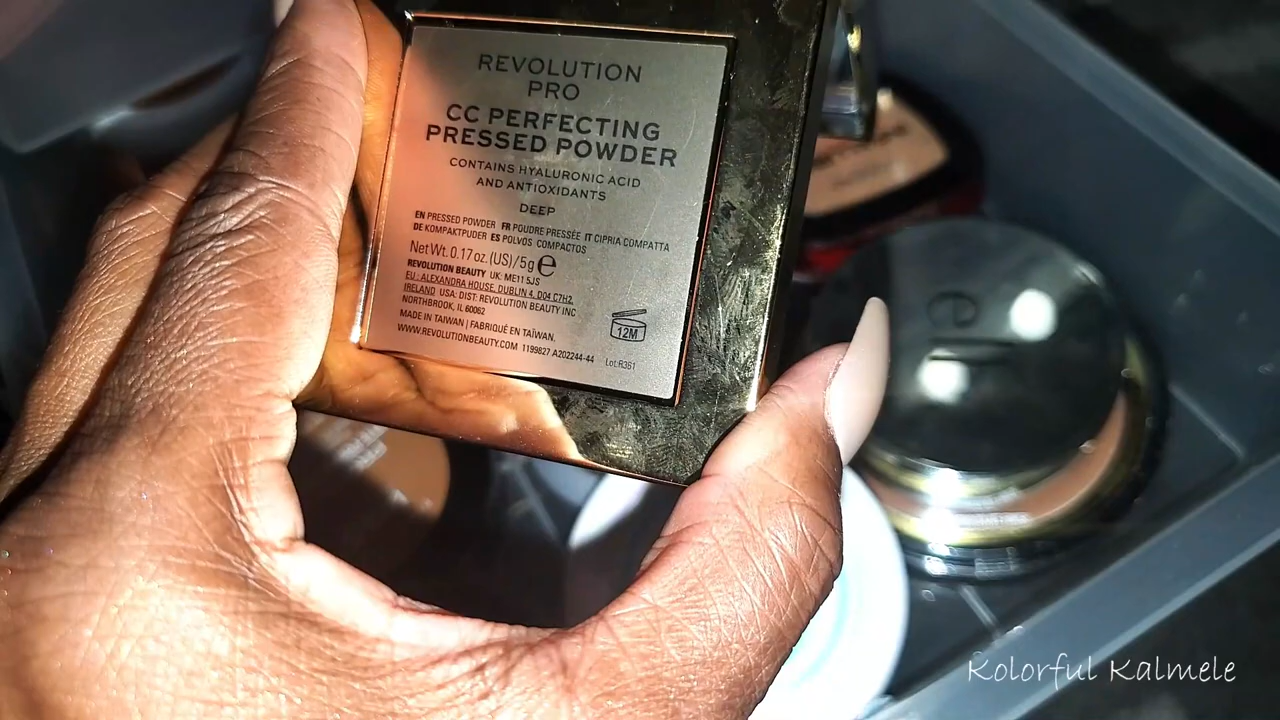 REVOLUTION
PRO
CC PERFECTING
PRESSED POWDER
CONTAINS HYALURONIC ACID
AND ANTIOXIDANTS
DEEP
EN PRESSED POWDER FR POUDRE PRESSÉE IT CIPRIA COMPATTA
DE KOMPAKTPUDER ES POLVOS COMPACTOS
Net Wt. 0.17 oz. (US)/5g e
REVOLUTION BEAUTY UK: ME11 5JS
EU: ALEXANDRA HOUSE, DUBLIN 4, D04 C7H2,
IRELAND USA: DIST: REVOLUTION BEAUTY INC
NORTHBROOK, IL 60062
MADE IN TAIWAN | FABRIQUÉ EN TAÏWAN.
WWW.REVOLUTIONBEAUTY.COM 1199827 A202244-44
12M
Lot:R361
Kolorful Kalmele